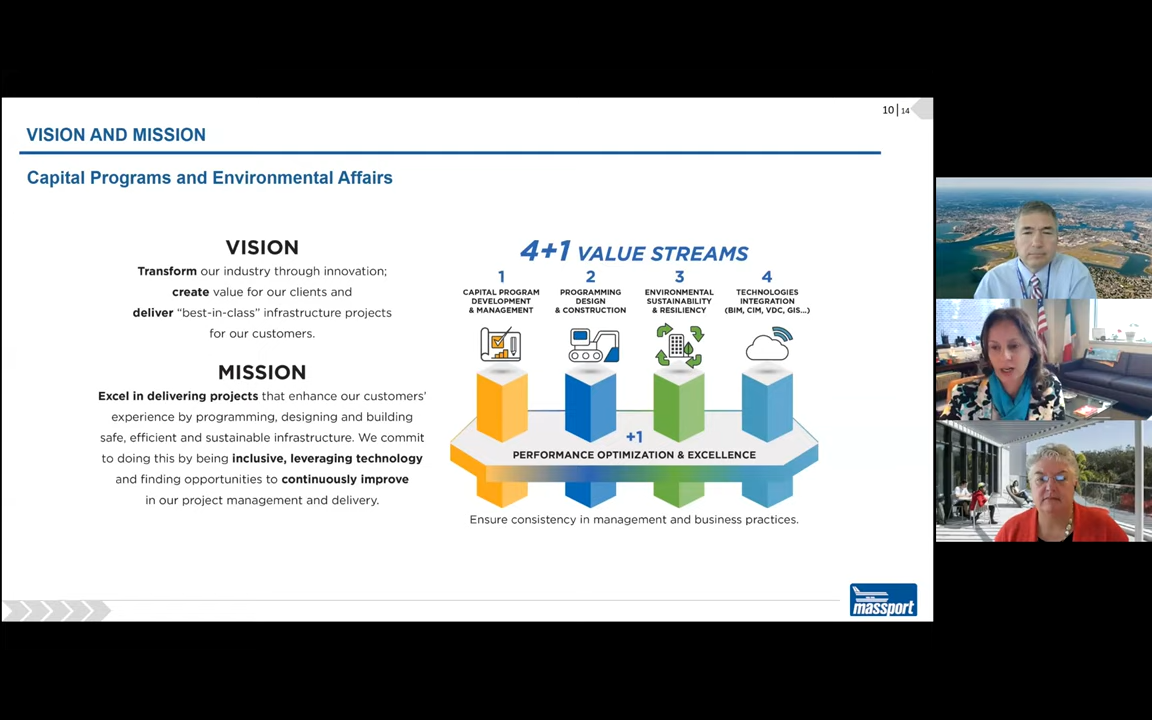 10 | 14
VISION AND MISSION
Capital Programs and Environmental Affairs
VISION
Transform our industry through innovation;
create value for our clients and
deliver “best-in-class” infrastructure projects
for our customers.
MISSION
Excel in delivering projects that enhance our customers’
experience by programming, designing and building
safe, efficient and sustainable infrastructure. We commit
to doing this by being inclusive, leveraging technology
and finding opportunities to continuously improve
in our project management and delivery.
4+1 VALUE STREAMS
1
CAPITAL PROGRAM
DEVELOPMENT
& MANAGEMENT
2
PROGRAMMING
DESIGN
& CONSTRUCTION
3
ENVIRONMENTAL
SUSTAINABILITY
& RESILIENCY
4
TECHNOLOGIES
INTEGRATION
(BIM, CIM, VDC, GIS...)
+1
PERFORMANCE OPTIMIZATION & EXCELLENCE
Ensure consistency in management and business practices.
massport